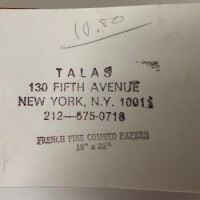 10.80
TALAS
130 FIFTH AVENUE
NEW YORK, N.Y. 10011
212—675-0718
FRENCH FINE COMBED PAPERS